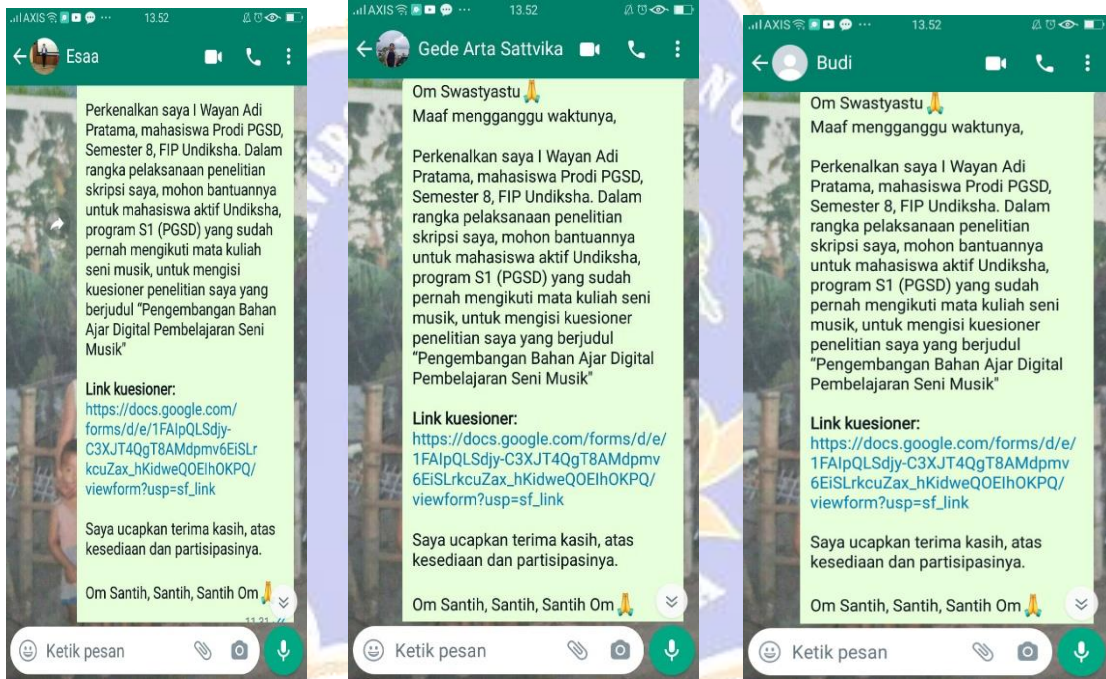 AXIS
13.52
Esaa
Perkenalkan saya I Wayan Adi
Pratama, mahasiswa Prodi PGSD,
Semester 8, FIP Undiksha. Dalam
rangka pelaksanaan penelitian
skripsi saya, mohon bantuannya
untuk mahasiswa aktif Undiksha,
program S1 (PGSD) yang sudah
pernah mengikuti mata kuliah
seni musik, untuk mengisi
kuesioner penelitian saya yang
berjudul “Pengembangan Bahan
Ajar Digital Pembelajaran Seni
Musik"
Link kuesioner:
https://docs.google.com/
forms/d/e/1FAIpQLSdjy-
C3XJT4QgT8AMdpmv6EiSLr
kcuZax_hKidweQOEIhOKPQ/
viewform?usp=sf_link
Saya ucapkan terima kasih, atas
kesediaan dan partisipasinya.
Om Santih, Santih, Santih Om🙏
11.21
Ketik pesan
AXIS
13.52
Gede Arta Sattvika
Om Swastyastu🙏
Maaf mengganggu waktunya,
Perkenalkan saya I Wayan Adi
Pratama, mahasiswa Prodi PGSD,
Semester 8, FIP Undiksha. Dalam
rangka pelaksanaan penelitian
skripsi saya, mohon bantuannya
untuk mahasiswa aktif Undiksha,
program S1 (PGSD) yang sudah
pernah mengikuti mata kuliah seni
musik, untuk mengisi kuesioner
penelitian saya yang berjudul
“Pengembangan Bahan Ajar Digital
Pembelajaran Seni Musik"
Link kuesioner:
https://docs.google.com/forms/d/e/
1FAIpQLSdjy-C3XJT4QgT8AMdpmv
6EiSLrkcuZax_hKidweQOEIhOKPQ/
viewform?usp=sf_link
Saya ucapkan terima kasih, atas
kesediaan dan partisipasinya.
Om Santih, Santih, Santih Om🙏
Ketik pesan
AXIS
13.52
Budi
Om Swastyastu🙏
Maaf mengganggu waktunya,
Perkenalkan saya I Wayan Adi
Pratama, mahasiswa Prodi PGSD,
Semester 8, FIP Undiksha. Dalam
rangka pelaksanaan penelitian
skripsi saya, mohon bantuannya
untuk mahasiswa aktif Undiksha,
program S1 (PGSD) yang sudah
pernah mengikuti mata kuliah seni
musik, untuk mengisi kuesioner
penelitian saya yang berjudul
“Pengembangan Bahan Ajar Digital
Pembelajaran Seni Musik"
Link kuesioner:
https://docs.google.com/forms/d/e/
1FAIpQLSdjy-C3XJT4QgT8AMdpmv
6EiSLrkcuZax_hKidweQOEIhOKPQ/
viewform?usp=sf_link
Saya ucapkan terima kasih, atas
kesediaan dan partisipasinya.
Om Santih, Santih, Santih Om🙏
Ketik pesan